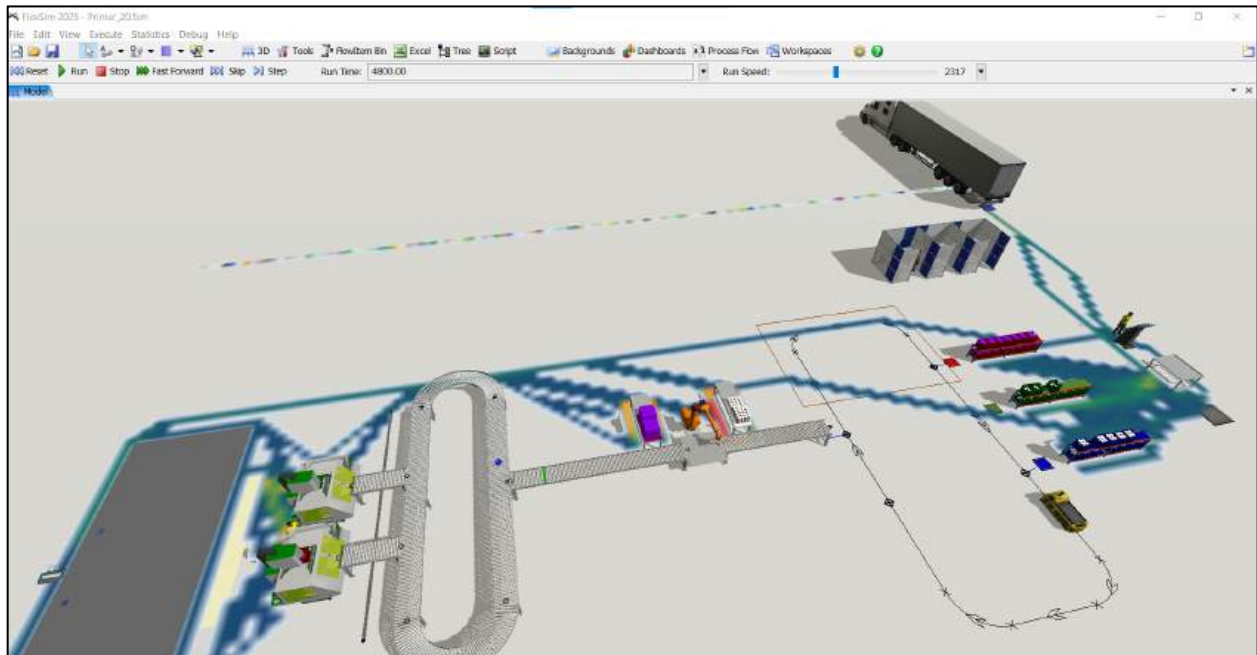 FlexSim 2025 - Primer_20.fsm
File Edit View Execute Statistics Debug Help
3D Tools FlowItem Bin Excel Tree Script Backgrounds Dashboards Process Flow Workspaces
Reset Run Stop Fast Forward Skip Step Run Time: 4800.00 Run Speed: 2317
Model